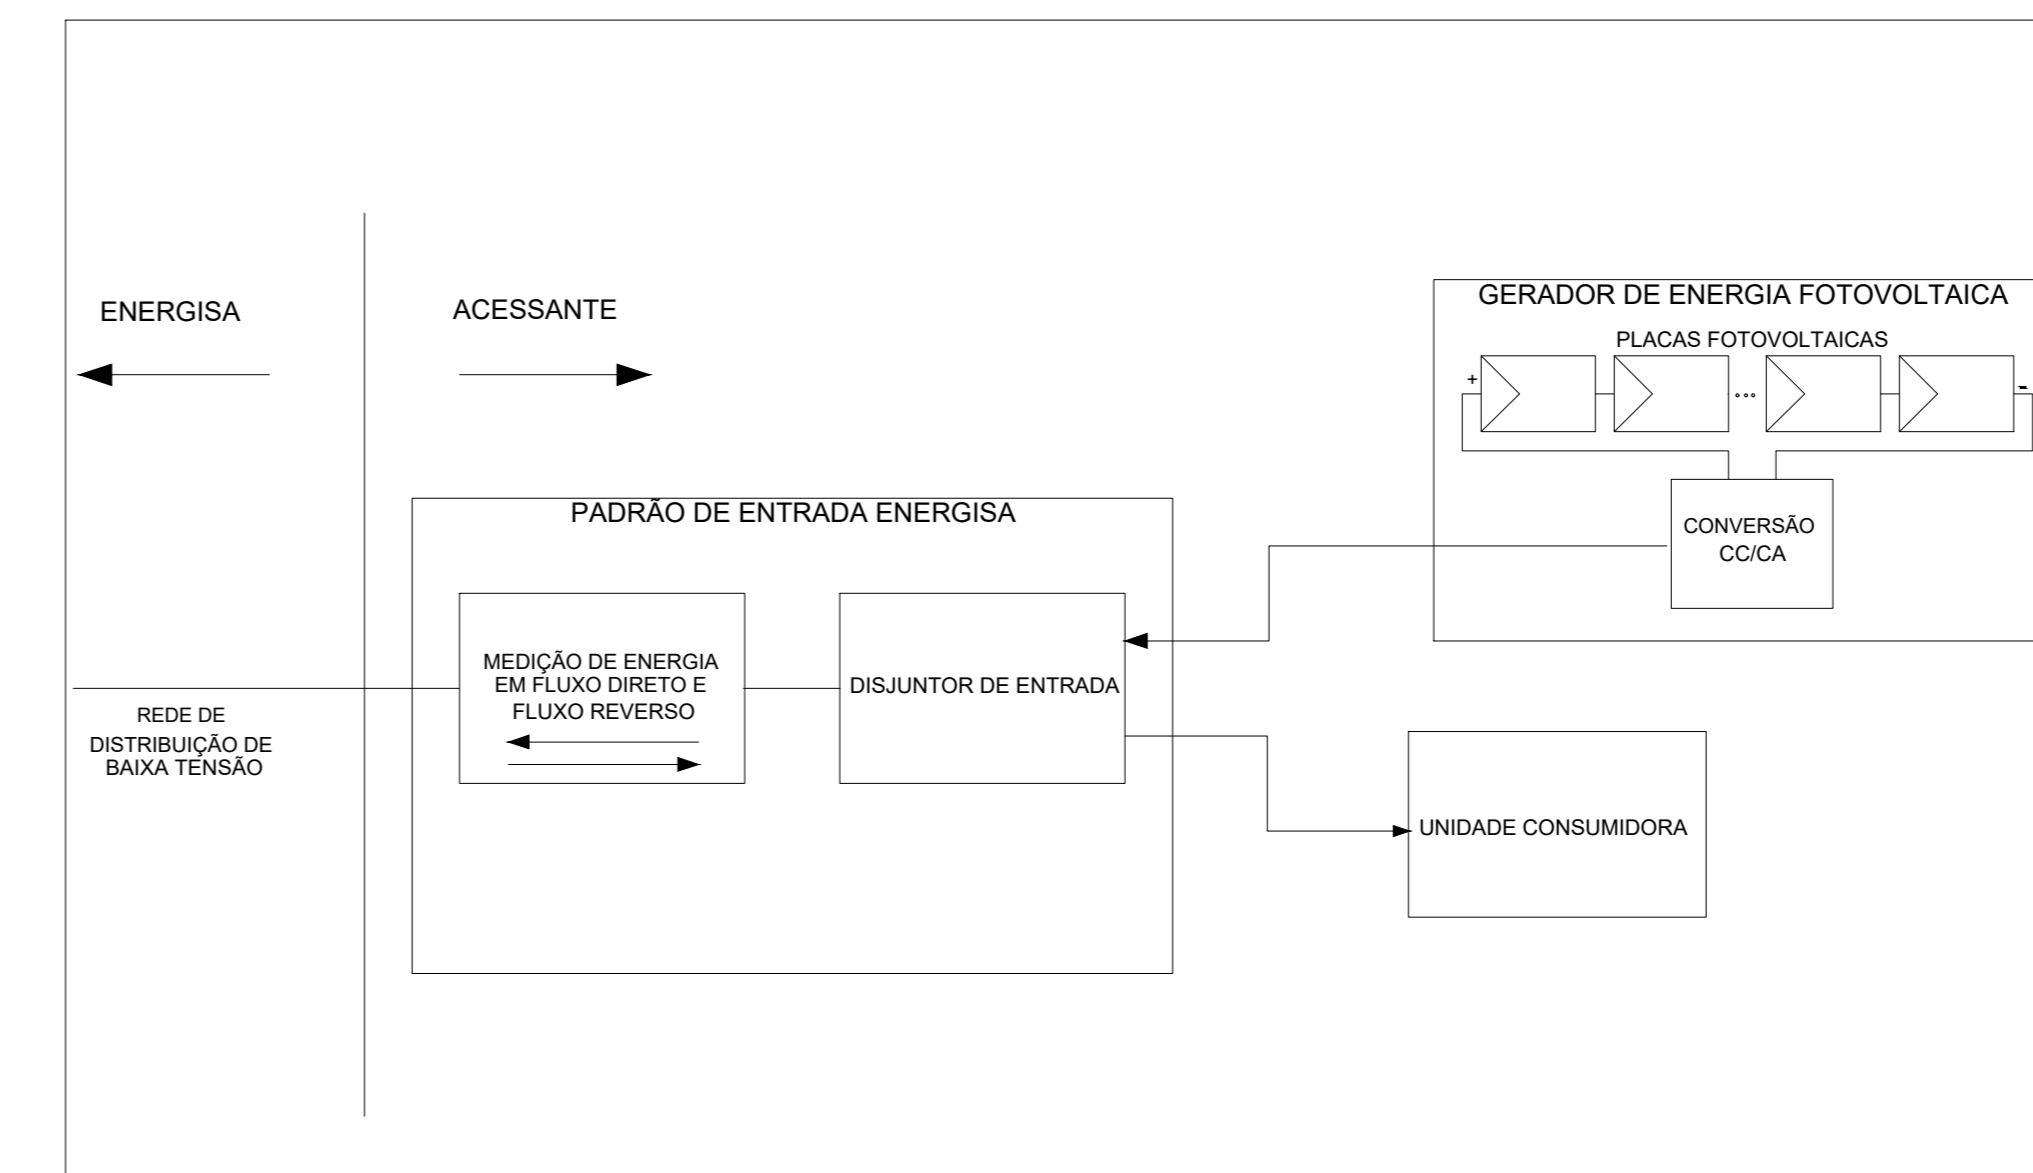 ENERGISA
ACESSANTE
GERADOR DE ENERGIA FOTOVOLTAICA
PLACAS FOTOVOLTAICAS
+
-
CONVERSÃO
CC/CA
PADRÃO DE ENTRADA ENERGISA
MEDIÇÃO DE ENERGIA
EM FLUXO DIRETO E
FLUXO REVERSO
DISJUNTOR DE ENTRADA
REDE DE
DISTRIBUIÇÃO DE
BAIXA TENSÃO
UNIDADE CONSUMIDORA